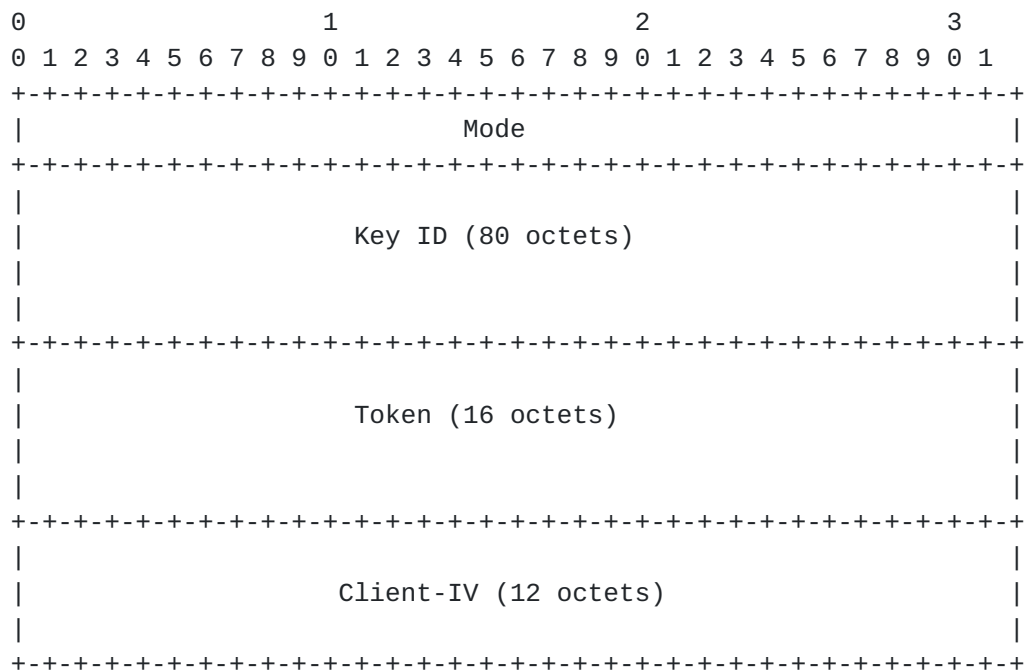 0                   1                   2                   3
0 1 2 3 4 5 6 7 8 9 0 1 2 3 4 5 6 7 8 9 0 1 2 3 4 5 6 7 8 9 0 1
+-+-+-+-+-+-+-+-+-+-+-+-+-+-+-+-+-+-+-+-+-+-+-+-+-+-+-+-+-+-+-+-+
|                            Mode                               |
+-+-+-+-+-+-+-+-+-+-+-+-+-+-+-+-+-+-+-+-+-+-+-+-+-+-+-+-+-+-+-+-+
|                                                               |
|                     Key ID (80 octets)                        |
|                                                               |
|                                                               |
+-+-+-+-+-+-+-+-+-+-+-+-+-+-+-+-+-+-+-+-+-+-+-+-+-+-+-+-+-+-+-+-+
|                                                               |
|                     Token (16 octets)                         |
|                                                               |
|                                                               |
+-+-+-+-+-+-+-+-+-+-+-+-+-+-+-+-+-+-+-+-+-+-+-+-+-+-+-+-+-+-+-+-+
|                                                               |
|                    Client-IV (12 octets)                      |
|                                                               |
+-+-+-+-+-+-+-+-+-+-+-+-+-+-+-+-+-+-+-+-+-+-+-+-+-+-+-+-+-+-+-+-+